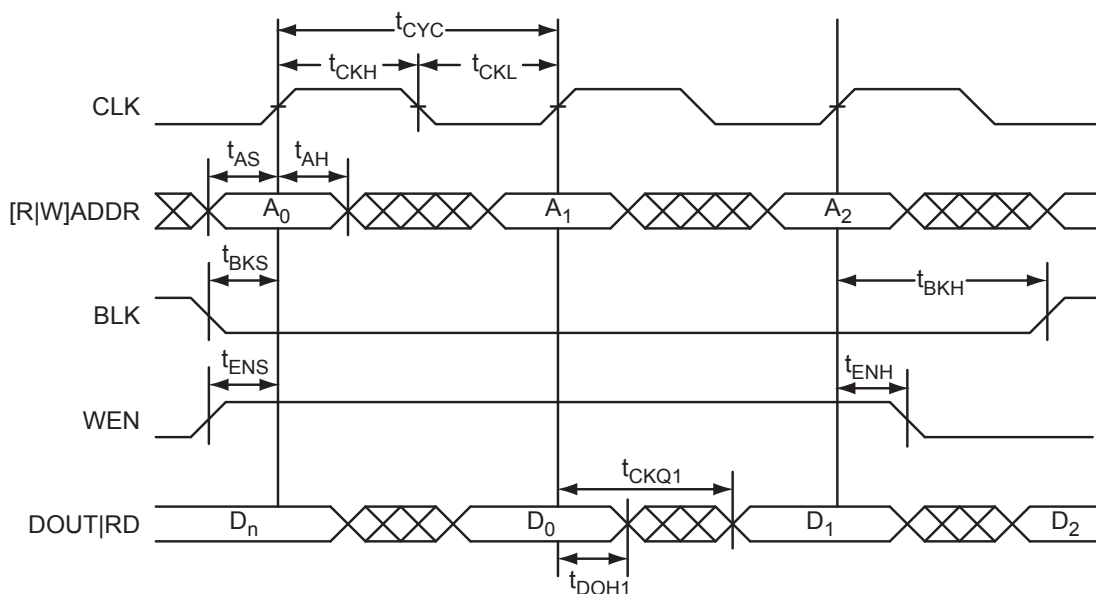 tCYC
tCKH tCKL
CLK
tAS tAH
[R|W]ADDR A0 A1 A2
tBKS tBKH
BLK
tENS tENH
WEN
tCKQ1
DOUT|RD Dn D0 D1 D2
tDOH1